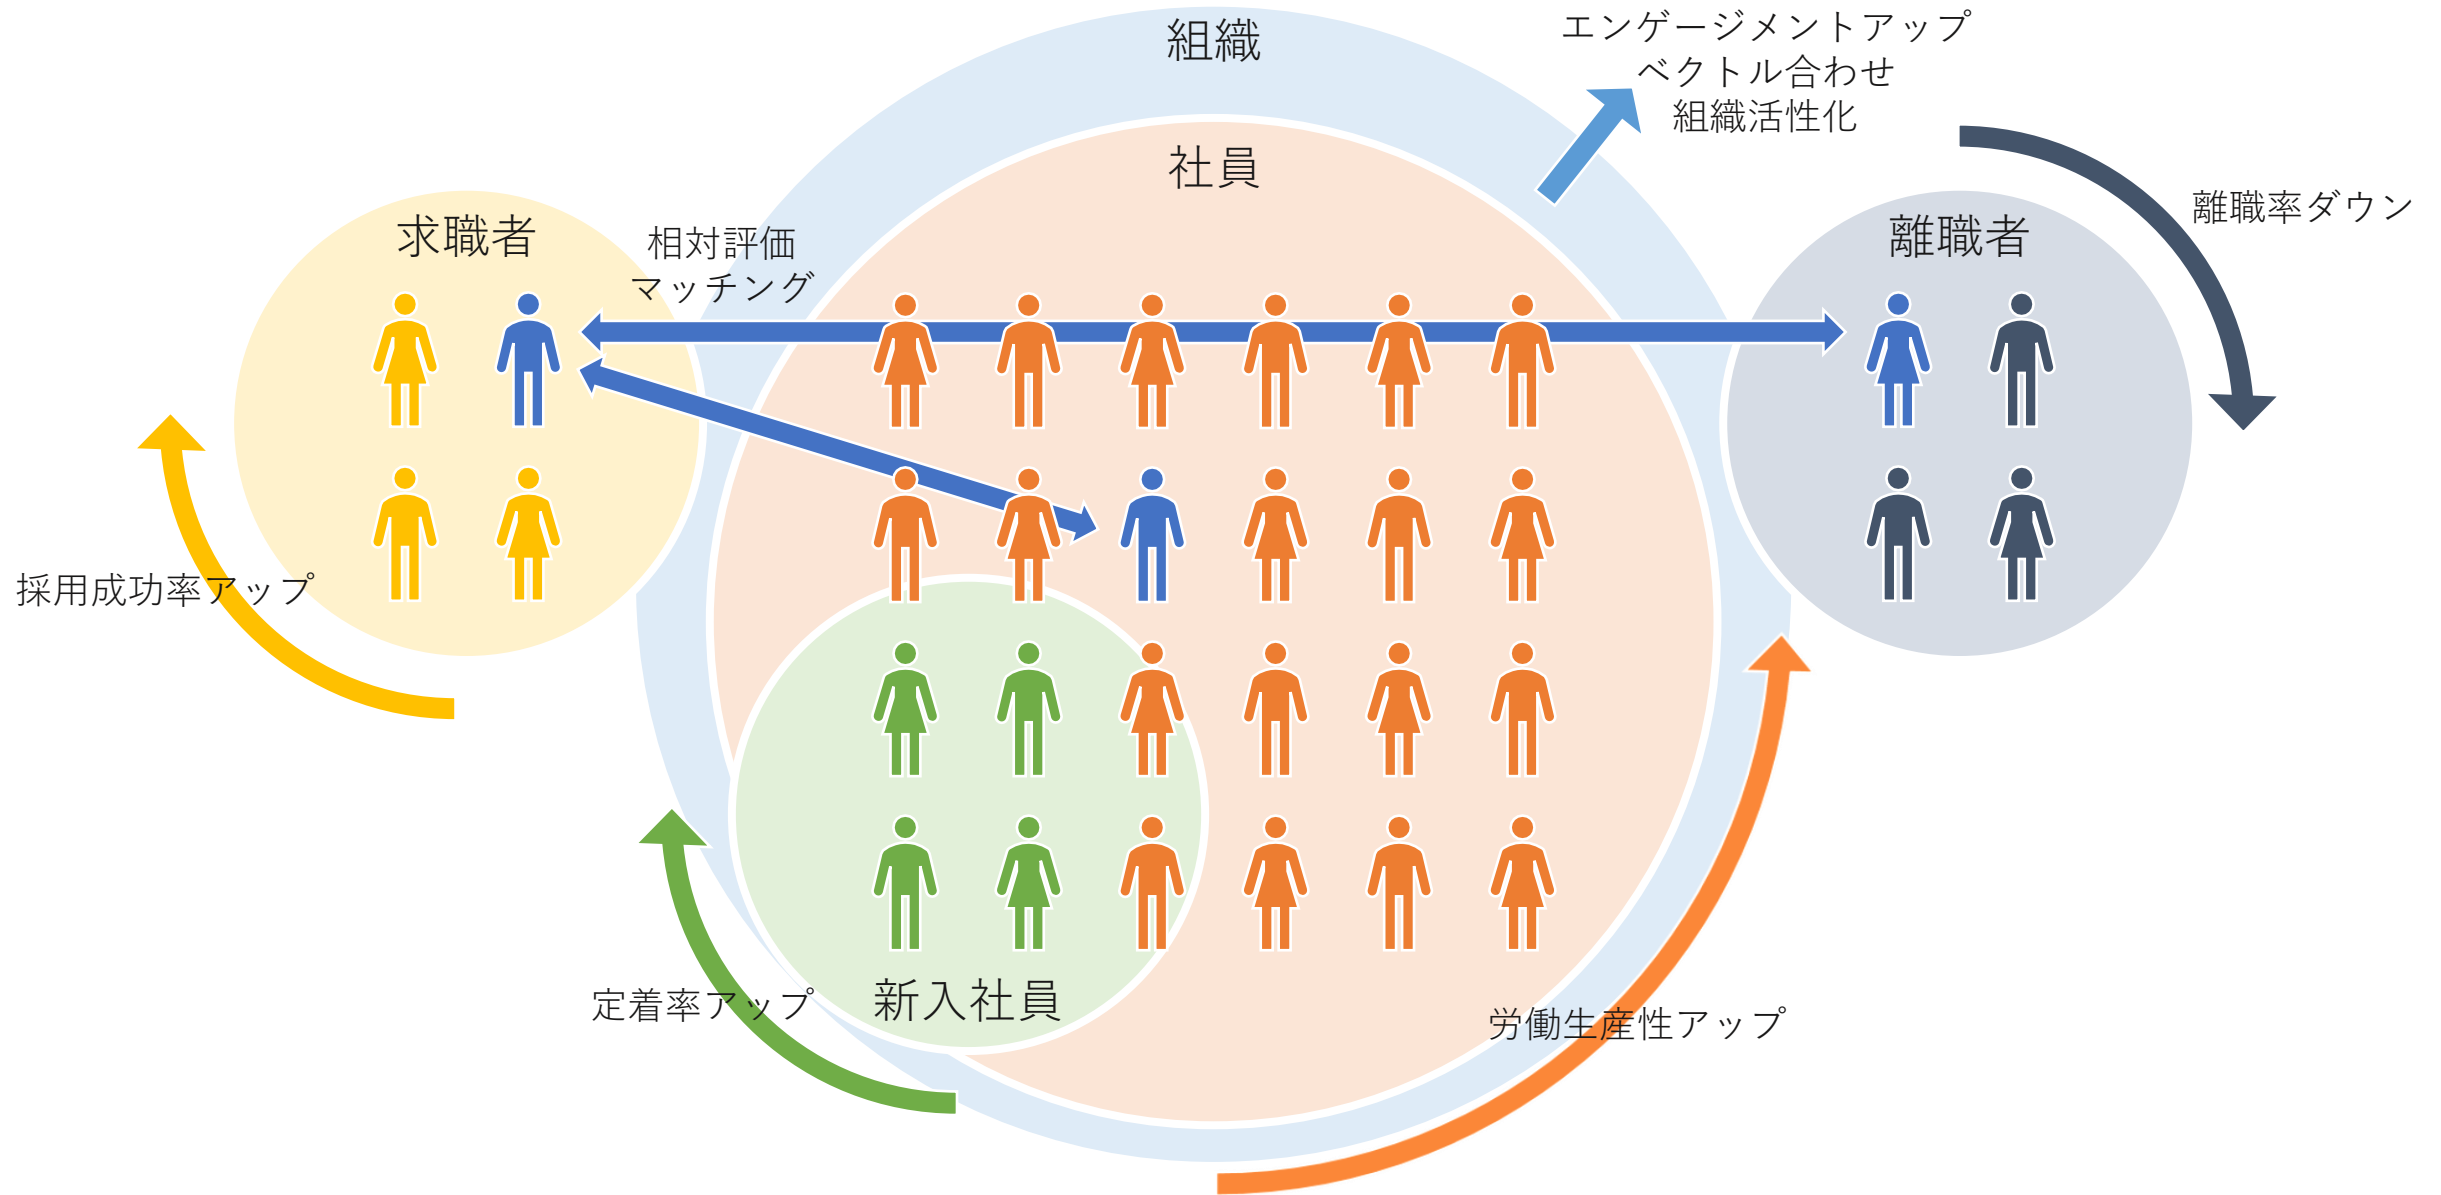 組織
エンゲージメントアップ
ベクトル合わせ
組織活性化
社員
求職者
相対評価
マッチング
離職者
離職率ダウン
採用成功率アップ
新入社員
定着率アップ
労働生産性アップ